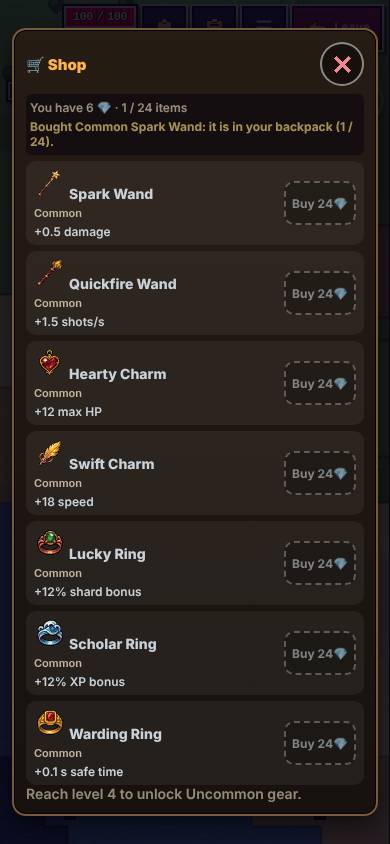 100 / 100
Leave
Shop
You have 6 💎 · 1 / 24 items
Bought Common Spark Wand: it is in your backpack (1 /
24).
Spark Wand
Common
+0.5 damage
Buy 24💎
Quickfire Wand
Common
+1.5 shots/s
Buy 24💎
Hearty Charm
Common
+12 max HP
Buy 24💎
Swift Charm
Common
+18 speed
Buy 24💎
Lucky Ring
Common
+12% shard bonus
Buy 24💎
Scholar Ring
Common
+12% XP bonus
Buy 24💎
Warding Ring
Common
+0.1 s safe time
Buy 24💎
Reach level 4 to unlock Uncommon gear.